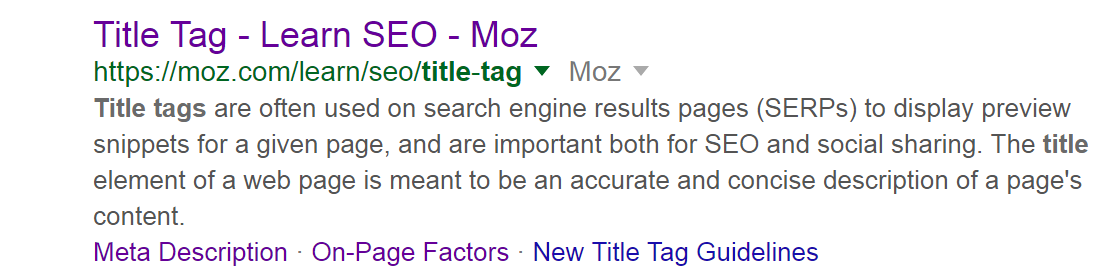 Title Tag - Learn SEO - Moz
https://moz.com/learn/seo/title-tag Moz
Title tags are often used on search engine results pages (SERPs) to display preview
snippets for a given page, and are important both for SEO and social sharing. The title
element of a web page is meant to be an accurate and concise description of a page's
content.
Meta Description · On-Page Factors · New Title Tag Guidelines